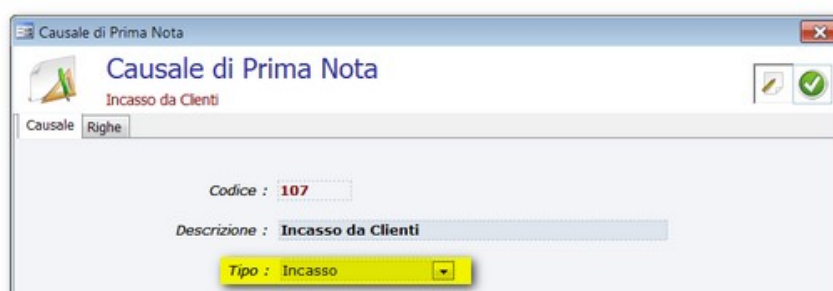 Causale di Prima Nota
Causale di Prima Nota
Incasso da Clienti
Causale Righe
Codice : 107
Descrizione : Incasso da Clienti
Tipo : Incasso